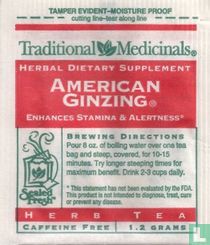 TAMPER EVIDENT-MOISTURE PROOF
cutting line-tear along line
Traditional Medicinals®
HERBAL DIETARY SUPPLEMENT
AMERICAN
GINZING®
ENHANCES STAMINA & ALERTNESS*
BREWING DIRECTIONS
Pour 8 oz. of boiling water over one tea
bag and steep, covered, for 10-15
minutes. Try longer steeping times for
maximum benefit. Drink 2-3 cups daily.
* This statement has not been evaluated by the FDA.
This product is not intended to diagnose, treat, cure
or prevent any disease.
Sealed
Fresh
HERB TEA
CAFFEINE FREE 1.2 GRAMS